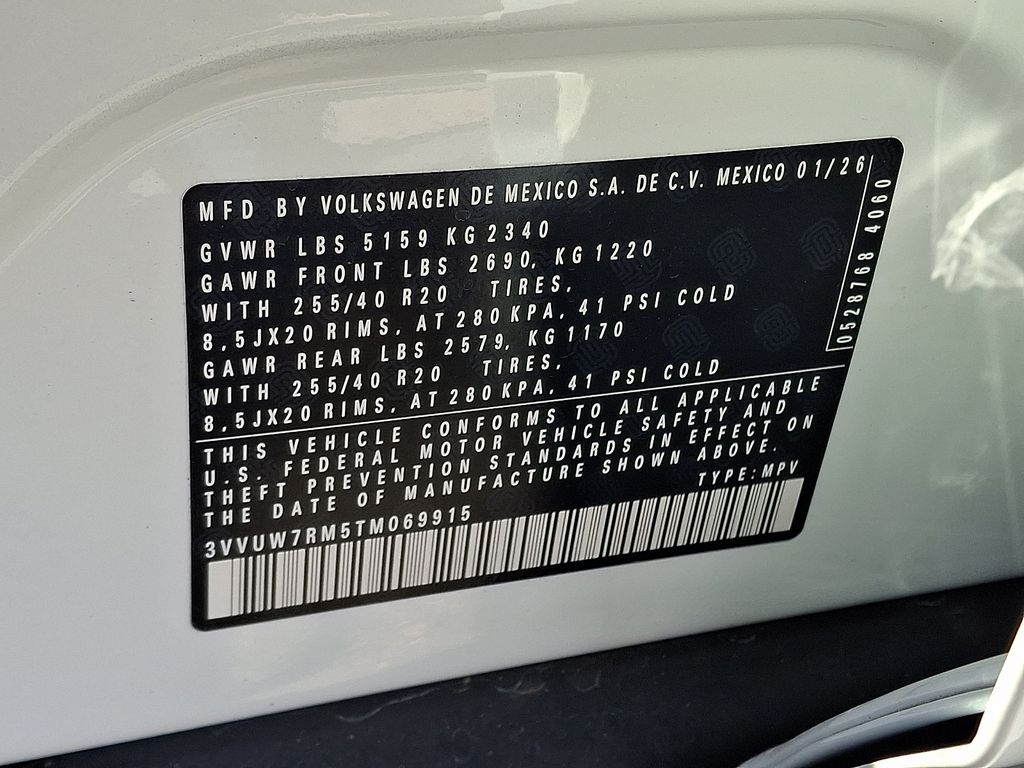 MFD BY VOLKSWAGEN DE MEXICO S.A. DE C.V. MEXICO 01/26
GVWR LBS 5159 KG 2340
GAWR FRONT LBS 2690, KG 1220
WITH 255/40 R20 TIRES,
8,5JX20 RIMS, AT 280 KPA, 41 PSI COLD
GAWR REAR LBS 2579, KG 1170
WITH 255/40 R20 TIRES,
8,5JX20 RIMS, AT 280 KPA, 41 PSI COLD
0528768 4060
THIS VEHICLE CONFORMS TO ALL APPLICABLE
U.S. FEDERAL MOTOR VEHICLE SAFETY AND
THEFT PREVENTION STANDARDS IN EFFECT ON
THE DATE OF MANUFACTURE SHOWN ABOVE.
TYPE: MPV
3VVUW7RM5TM069915